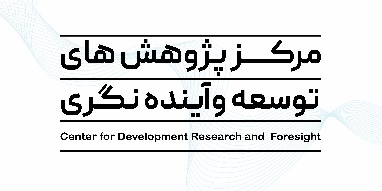 مرکز پژوهش های
توسعه و آینده نگری
Center for Development Research and Foresight